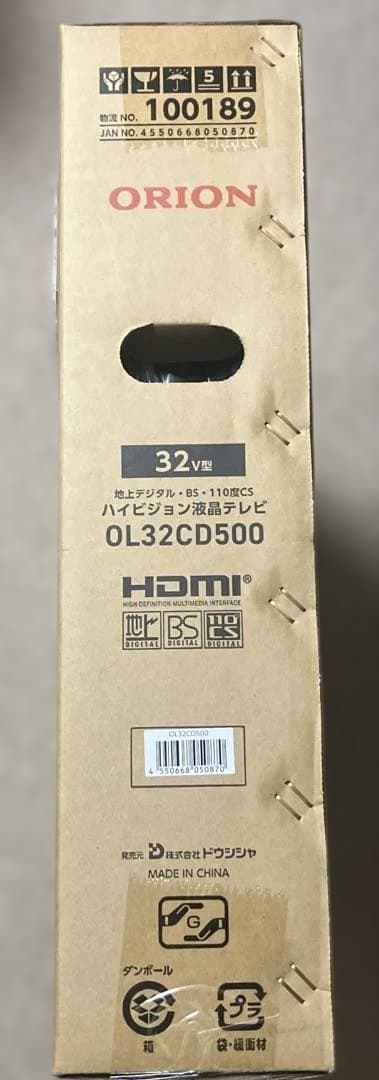 5
物流 NO. 100189
JAN NO. 4550668050870
ORION
32V型
地上デジタル・BS・110度CS
ハイビジョン液晶テレビ
OL32CD500
HDMI®
HIGH-DEFINITION MULTIMEDIA INTERFACE
地上 BS 110CS
DIGITAL DIGITAL DIGITAL
OL32CD500
4 550668 050870
発売元 D 株式会社ドウシシャ
MADE IN CHINA
G
ダンボール
プラ
箱 袋・緩衝材